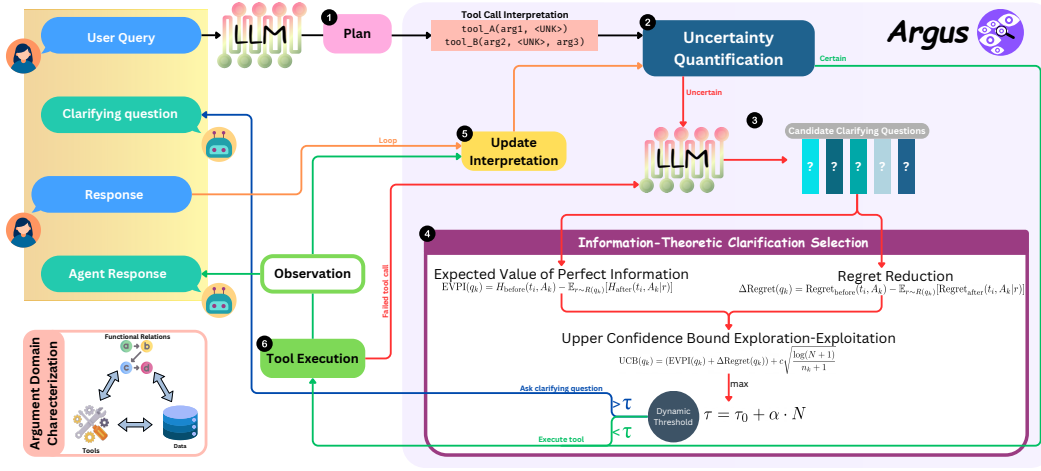 User Query
LLM
1
Plan
Tool Call Interpretation
tool_A(arg1, <UNK>)
tool_B(arg2, <UNK>, arg3)
2
Uncertainty
Quantification
Argus
Certain
Uncertain
Clarifying question
Loop
5
Update
Interpretation
LLM
3
Candidate Clarifying Questions
? ? ? ? ?
Response
Agent Response
Observation
Failed tool call
6
Tool Execution
4
Information-Theoretic Clarification Selection
Expected Value of Perfect Information
EVPI(q_k) = H_before(t_i, A_k) − 𝔼_{r∼R(q_k)}[H_after(t_i, A_k|r)]
Regret Reduction
ΔRegret(q_k) = Regret_before(t_i, A_k) − 𝔼_{r∼R(q_k)}[Regret_after(t_i, A_k|r)]
Upper Confidence Bound Exploration-Exploitation
UCB(q_k) = (EVPI(q_k) + ΔRegret(q_k)) + c√(log(N + 1)/(n_k + 1))
max
Dynamic
Threshold
τ = τ_0 + α · N
Ask clarifying question
>τ
<τ
Execute tool
Argument Domain
Charecterization
Functional Relations
a b
c d
Tools
Data